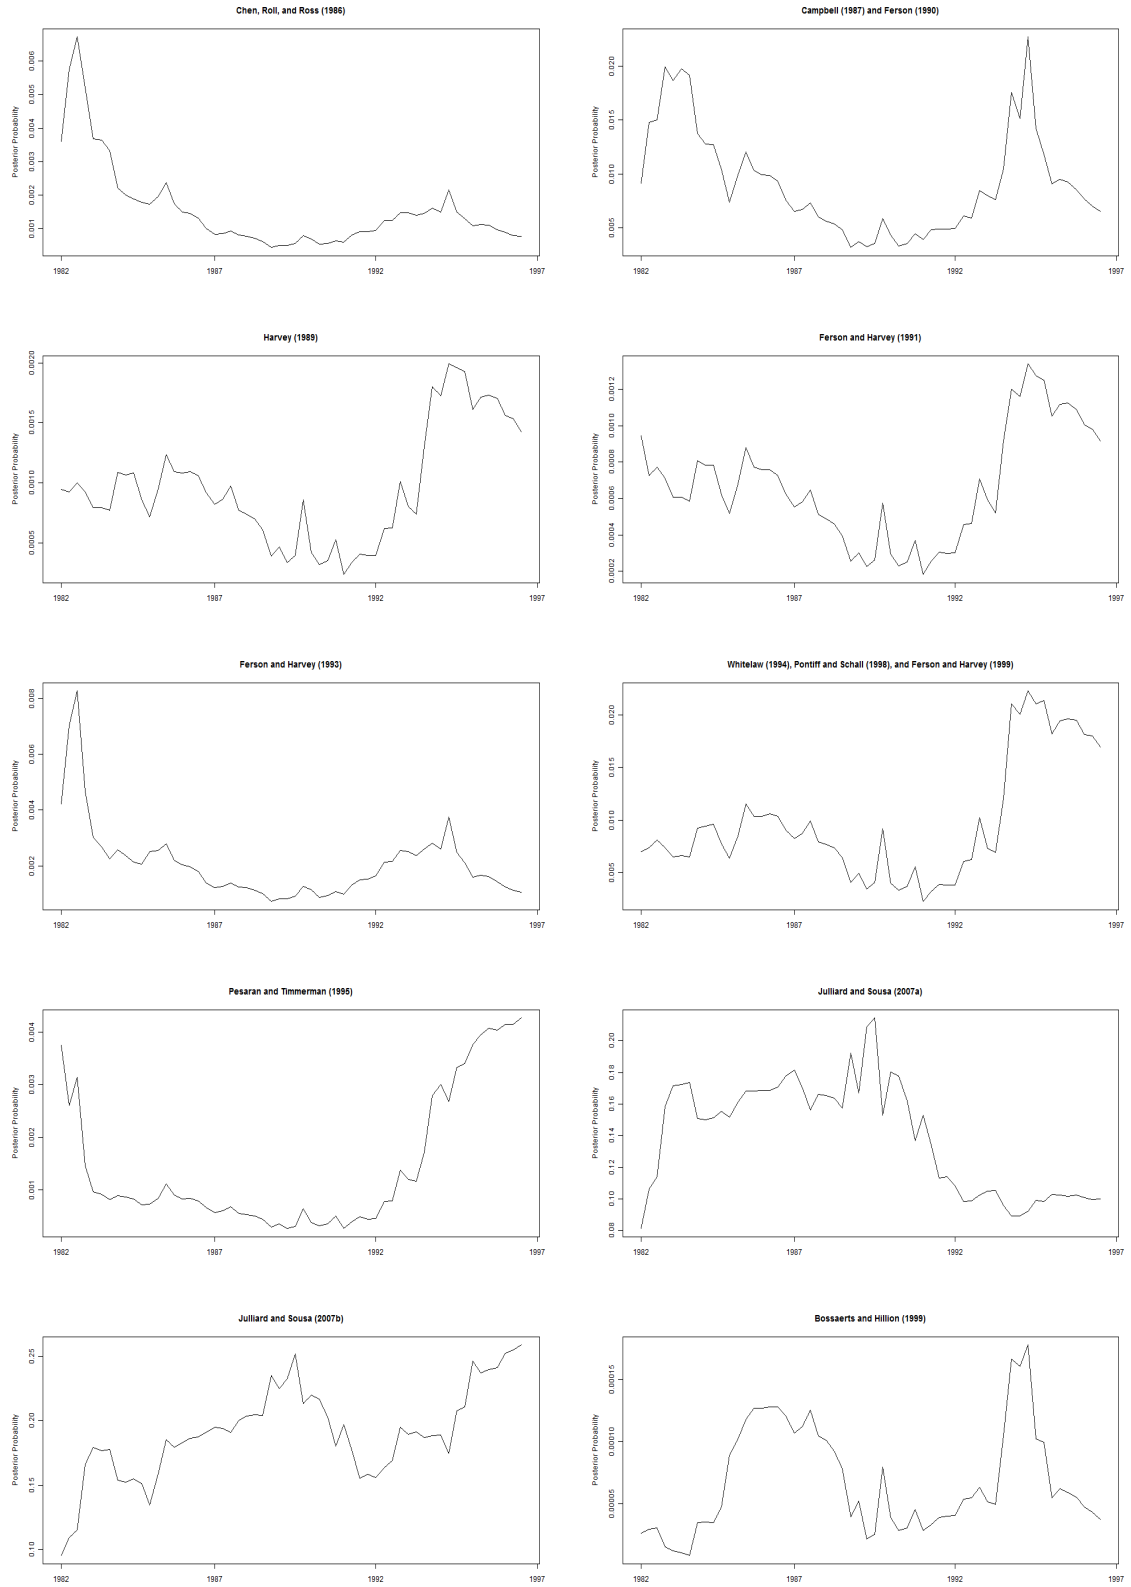 Chen, Roll, and Ross (1986)
Posterior Probability
0.006
0.005
0.004
0.003
0.002
0.001
1982 1987 1992 1997
Campbell (1987) and Ferson (1990)
Posterior Probability
0.020
0.015
0.010
0.005
1982 1987 1992 1997
Harvey (1989)
Posterior Probability
0.0020
0.0015
0.0010
0.0005
1982 1987 1992 1997
Ferson and Harvey (1991)
Posterior Probability
0.0012
0.0010
0.0008
0.0006
0.0004
0.0002
1982 1987 1992 1997
Ferson and Harvey (1993)
Posterior Probability
0.008
0.006
0.004
0.002
1982 1987 1992 1997
Whitelaw (1994), Pontiff and Schall (1998), and Ferson and Harvey (1999)
Posterior Probability
0.020
0.015
0.010
0.005
1982 1987 1992 1997
Pesaran and Timmerman (1995)
Posterior Probability
0.004
0.003
0.002
0.001
1982 1987 1992 1997
Julliard and Sousa (2007a)
Posterior Probability
0.20
0.18
0.16
0.14
0.12
0.10
0.08
1982 1987 1992 1997
Julliard and Sousa (2007b)
Posterior Probability
0.25
0.20
0.15
0.10
1982 1987 1992 1997
Bossaerts and Hillion (1999)
Posterior Probability
0.00015
0.00010
0.00005
1982 1987 1992 1997